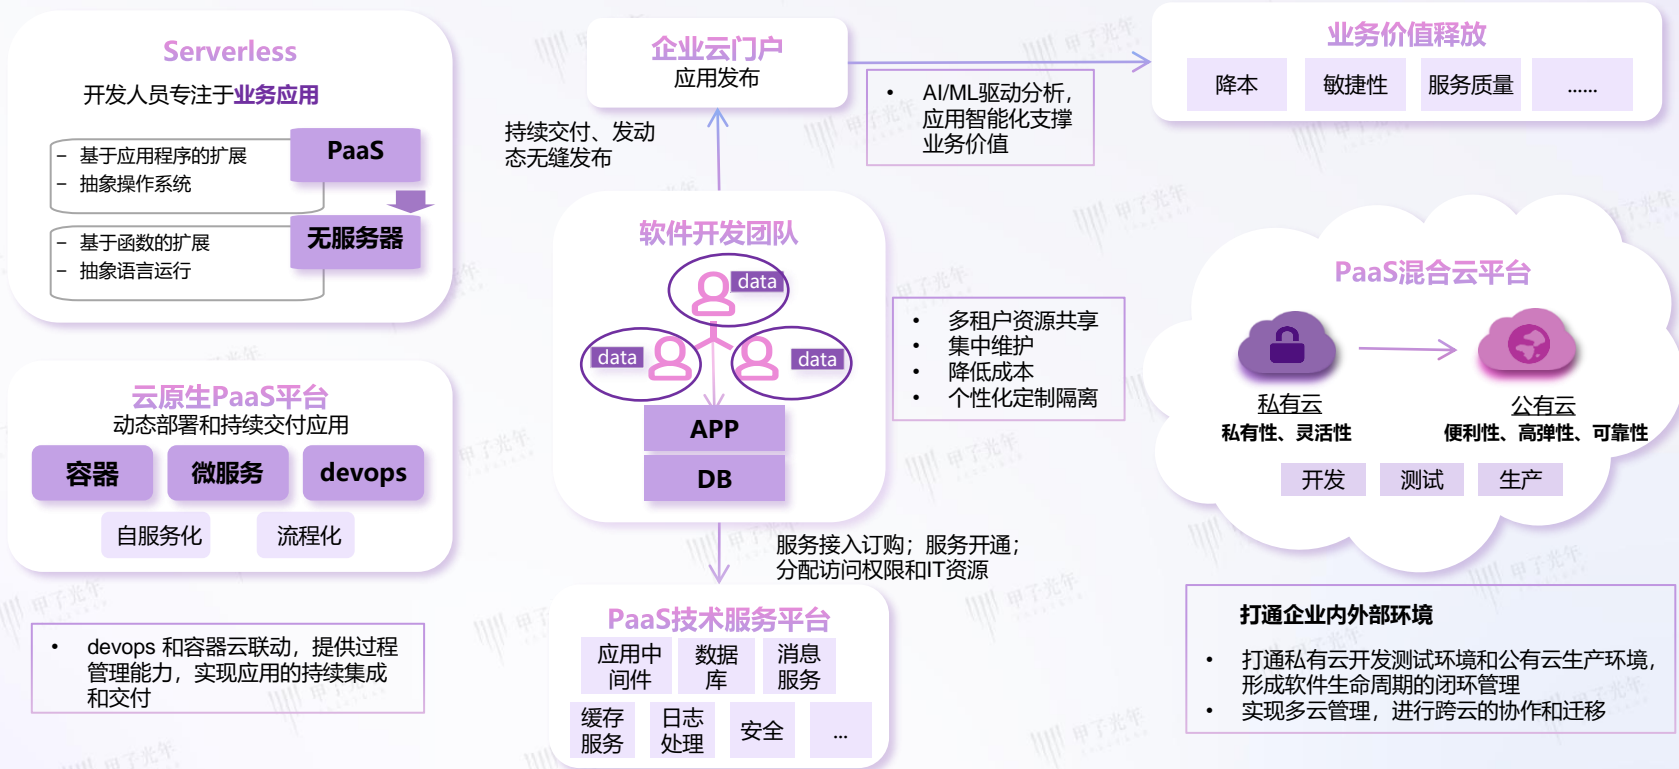 Serverless
开发人员专注于业务应用
– 基于应用程序的扩展
– 抽象操作系统
PaaS
– 基于函数的扩展
– 抽象语言运行
无服务器
云原生PaaS平台
动态部署和持续交付应用
容器
微服务
devops
自服务化
流程化
• devops 和容器云联动，提供过程
管理能力，实现应用的持续集成
和交付
企业云门户
应用发布
持续交付、发动
态无缝发布
• AI/ML驱动分析，
应用智能化支撑
业务价值
软件开发团队
data
data
data
APP
DB
• 多租户资源共享
• 集中维护
• 降低成本
• 个性化定制隔离
服务接入订购；服务开通；
分配访问权限和IT资源
PaaS技术服务平台
应用中
间件
数据
库
消息
服务
缓存
服务
日志
处理
安全
...
业务价值释放
降本
敏捷性
服务质量
......
PaaS混合云平台
私有云
私有性、灵活性
公有云
便利性、高弹性、可靠性
开发
测试
生产
打通企业内外部环境
• 打通私有云开发测试环境和公有云生产环境，
形成软件生命周期的闭环管理
• 实现多云管理，进行跨云的协作和迁移
甲子光年